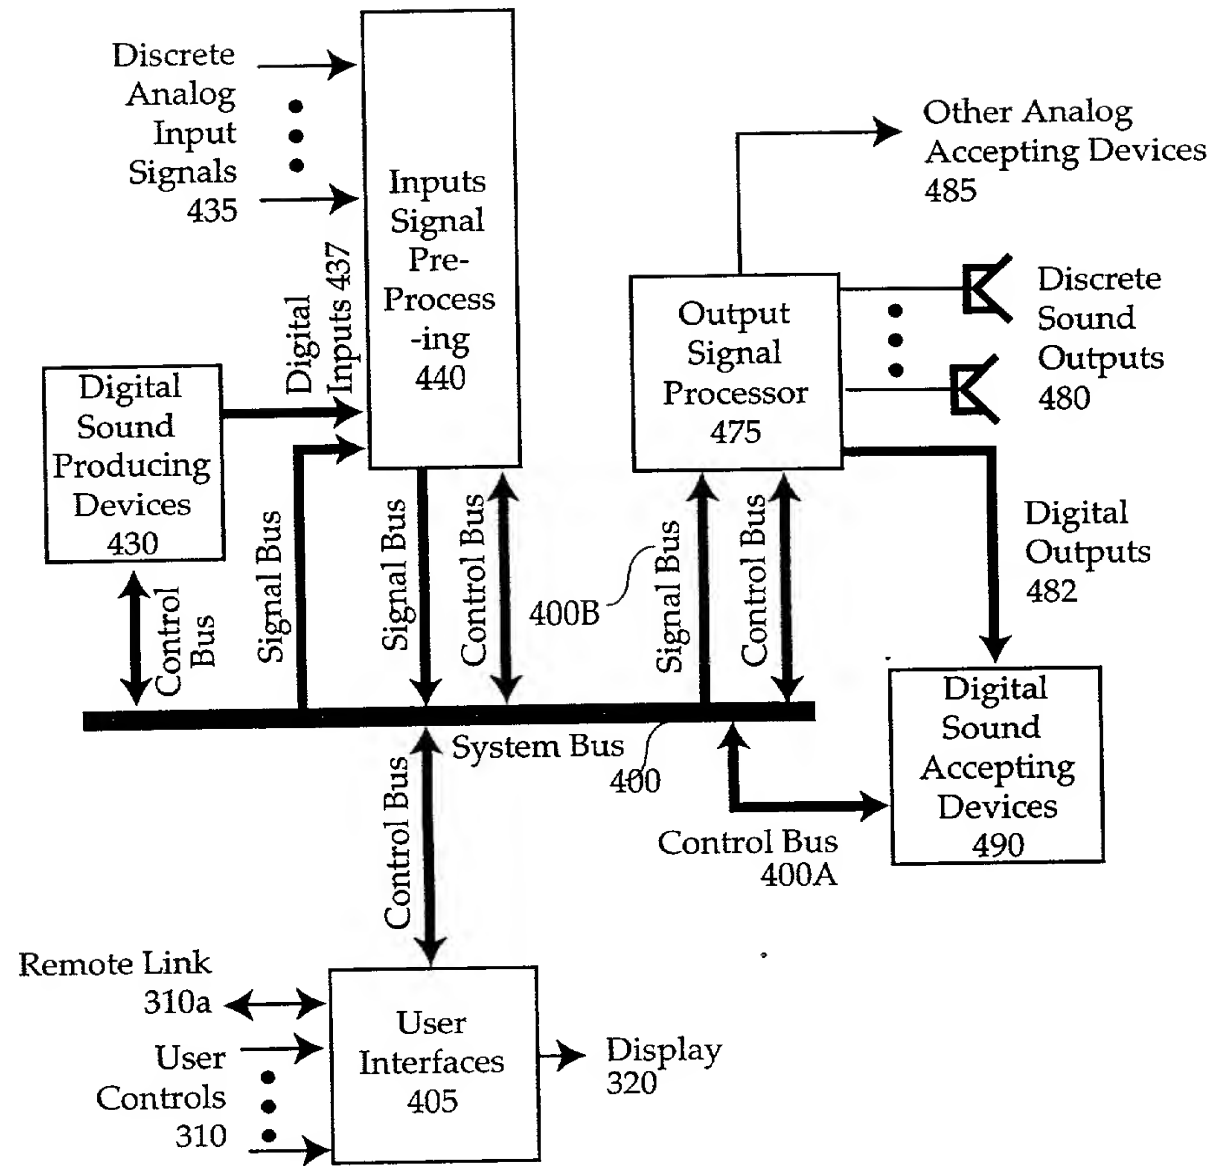 Discrete
Analog
Input
Signals
435
Inputs
Signal
Pre-
Process
-ing
440
Digital
Inputs 437
Other Analog
Accepting Devices
485
Output
Signal
Processor
475
Discrete
Sound
Outputs
480
Digital
Sound
Producing
Devices
430
Control
Bus
Signal Bus
Signal Bus
Control Bus
400B
Signal Bus
Control Bus
Digital
Outputs
482
System Bus
400
Digital
Sound
Accepting
Devices
490
Control Bus
400A
Control Bus
Remote Link
310a
User
Controls
310
User
Interfaces
405
Display
320